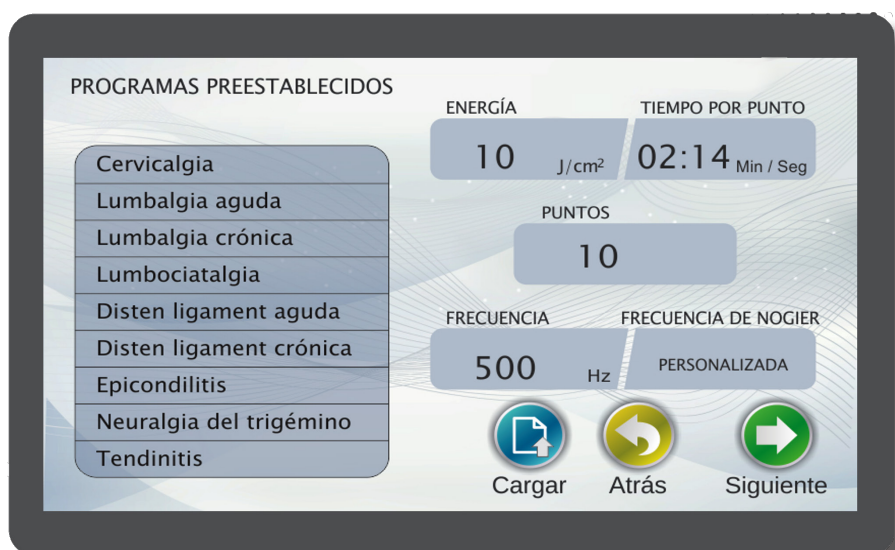 PROGRAMAS PREESTABLECIDOS
Cervicalgia
Lumbalgia aguda
Lumbalgia crónica
Lumbociatalgia
Disten ligament aguda
Disten ligament crónica
Epicondilitis
Neuralgia del trigémino
Tendinitis
ENERGÍA TIEMPO POR PUNTO
10 J/cm² 02:14 Min / Seg
PUNTOS
10
FRECUENCIA FRECUENCIA DE NOGIER
500 Hz PERSONALIZADA
Cargar Atrás Siguiente